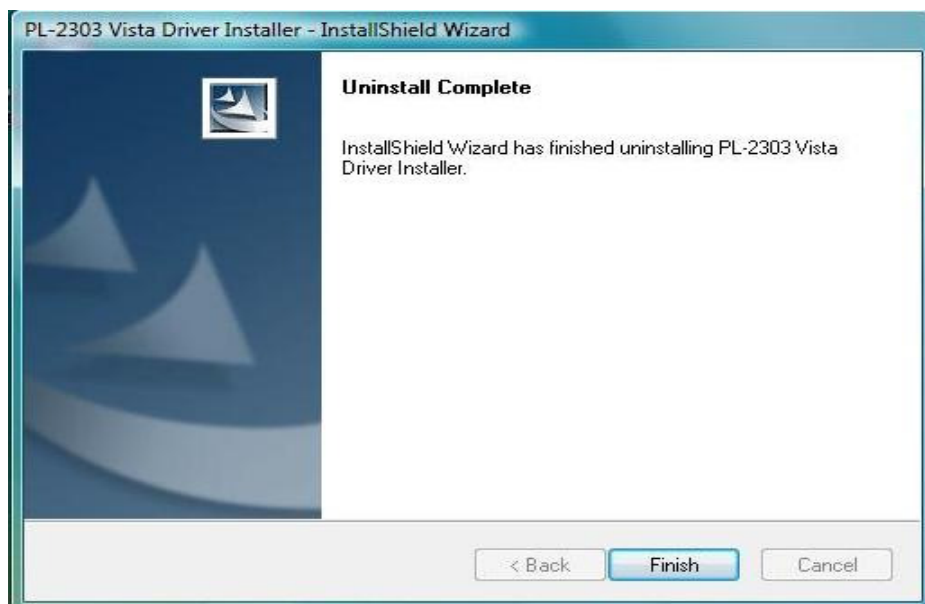 PL-2303 Vista Driver Installer - InstallShield Wizard
Uninstall Complete
InstallShield Wizard has finished uninstalling PL-2303 Vista
Driver Installer.
< Back
Finish
Cancel